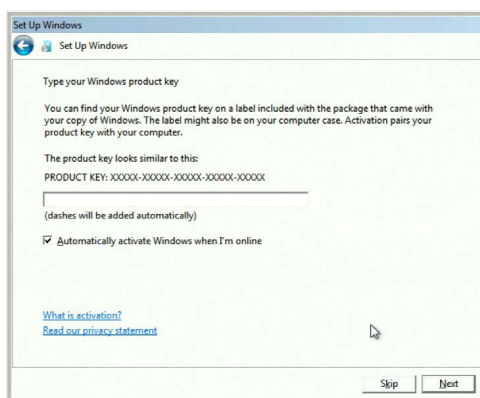 Set Up Windows
Set Up Windows
Type your Windows product key
You can find your Windows product key on a label included with the package that came with
your copy of Windows. The label might also be on your computer case. Activation pairs your
product key with your computer.
The product key looks similar to this:
PRODUCT KEY: XXXXX-XXXXX-XXXXX-XXXXX-XXXXX
(dashes will be added automatically)
Automatically activate Windows when I'm online
What is activation?
Read our privacy statement
Skip Next